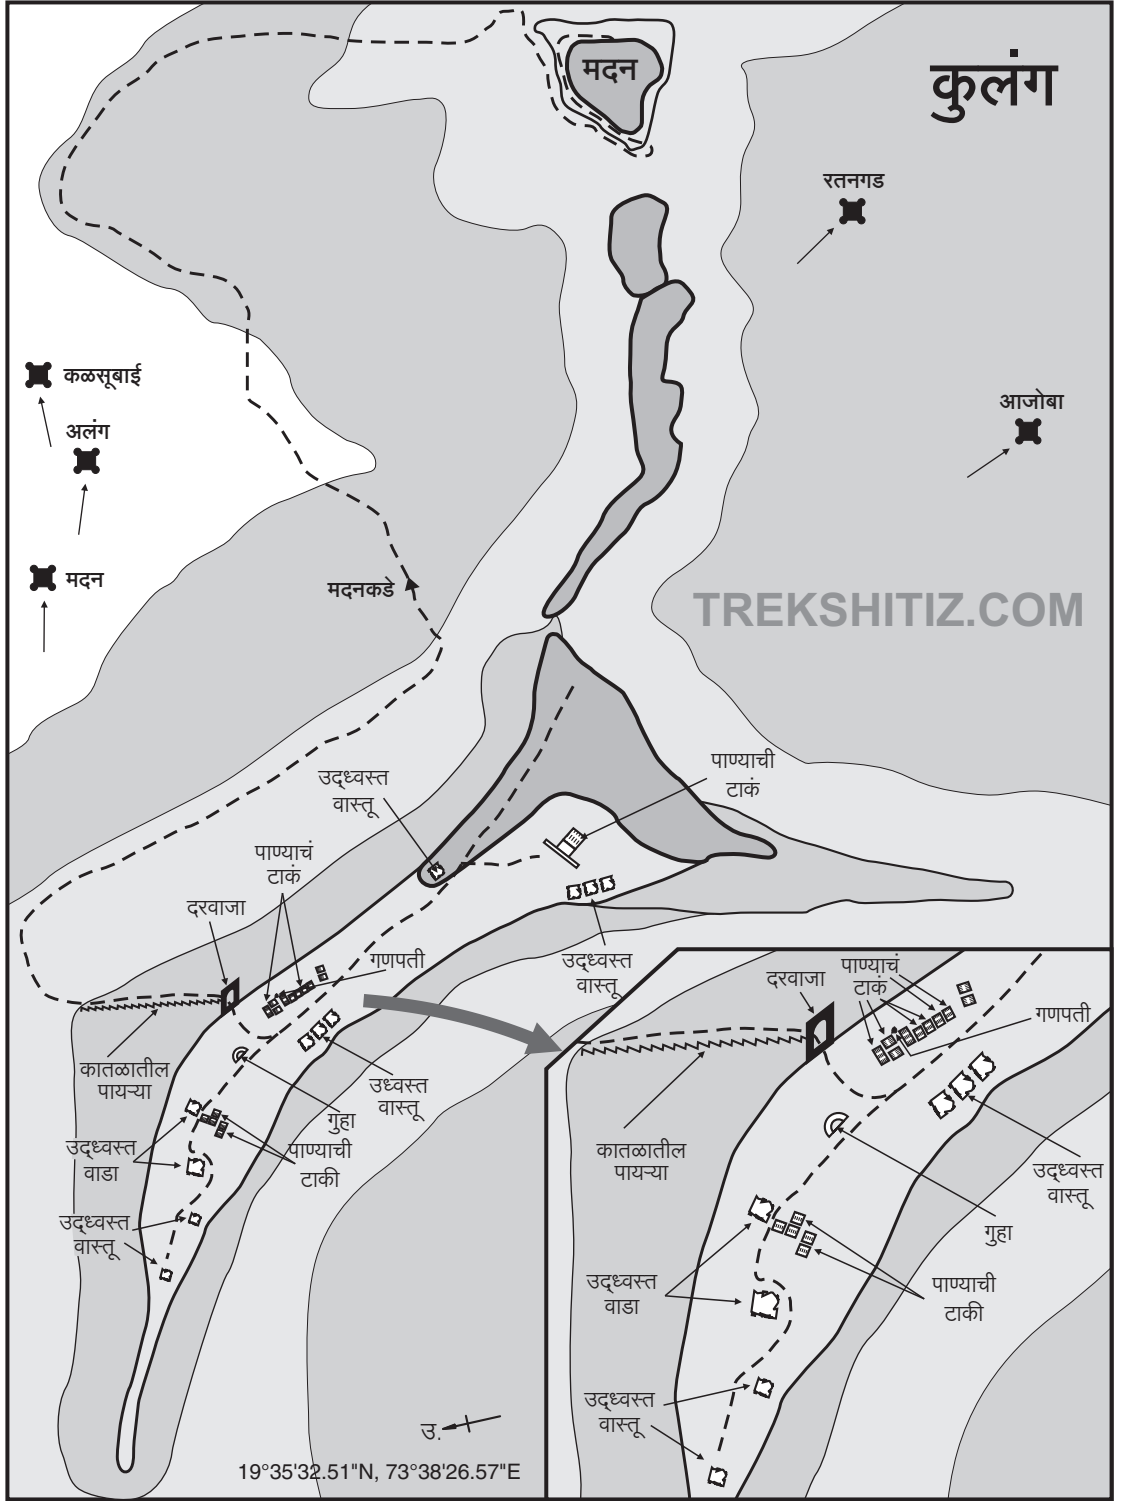 मदन
कुलंग
रतनगड
कळसूबाई
अलंग
आजोबा
मदन
मदनकडे
TREKSHITIZ.COM
उद्ध्वस्त
वास्तू
पाण्याची
टाकं
पाण्याचं
टाकं
दरवाजा
गणपती
उद्ध्वस्त
वास्तू
कातळातील
पायऱ्या
उध्वस्त
वास्तू
गुहा
उद्ध्वस्त
वाडा
पाण्याची
टाकी
उद्ध्वस्त
वास्तू
उ.
19°35'32.51"N, 73°38'26.57"E
दरवाजा
पाण्याचं
टाकं
गणपती
कातळातील
पायऱ्या
उद्ध्वस्त
वास्तू
गुहा
उद्ध्वस्त
वाडा
पाण्याची
टाकी
उद्ध्वस्त
वास्तू